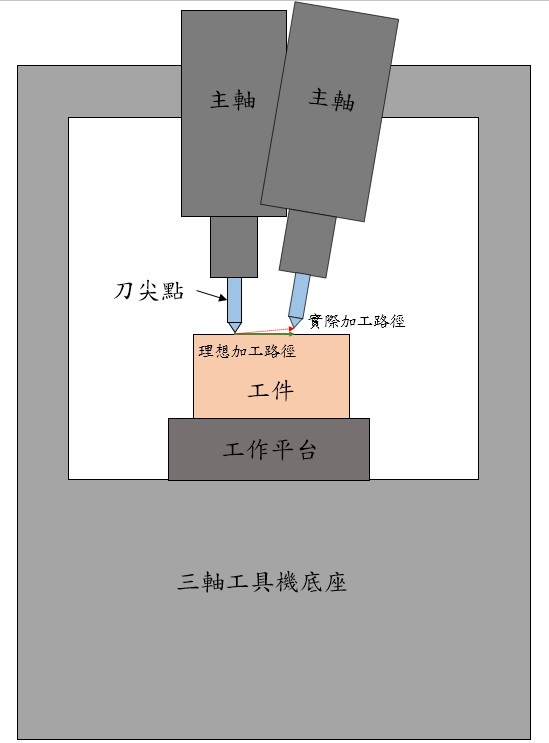 主軸
主軸
刀尖點
實際加工路徑
理想加工路徑
工件
工作平台
三軸工具機底座